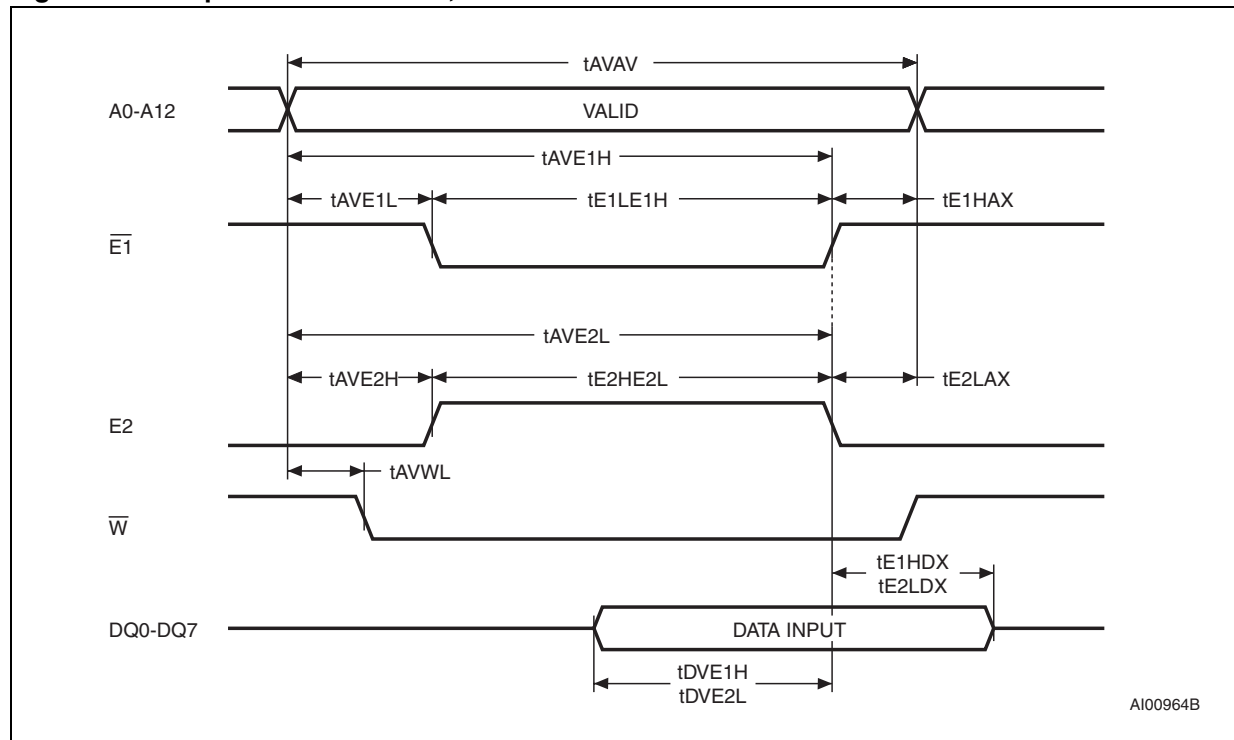 tAVAV
A0-A12
VALID
tAVE1H
tAVE1L
tE1LE1H
tE1HAX
E1
tAVE2L
tAVE2H
tE2HE2L
tE2LAX
E2
tAVWL
W
tE1HDX
tE2LDX
DQ0-DQ7
DATA INPUT
tDVE1H
tDVE2L
AI00964B